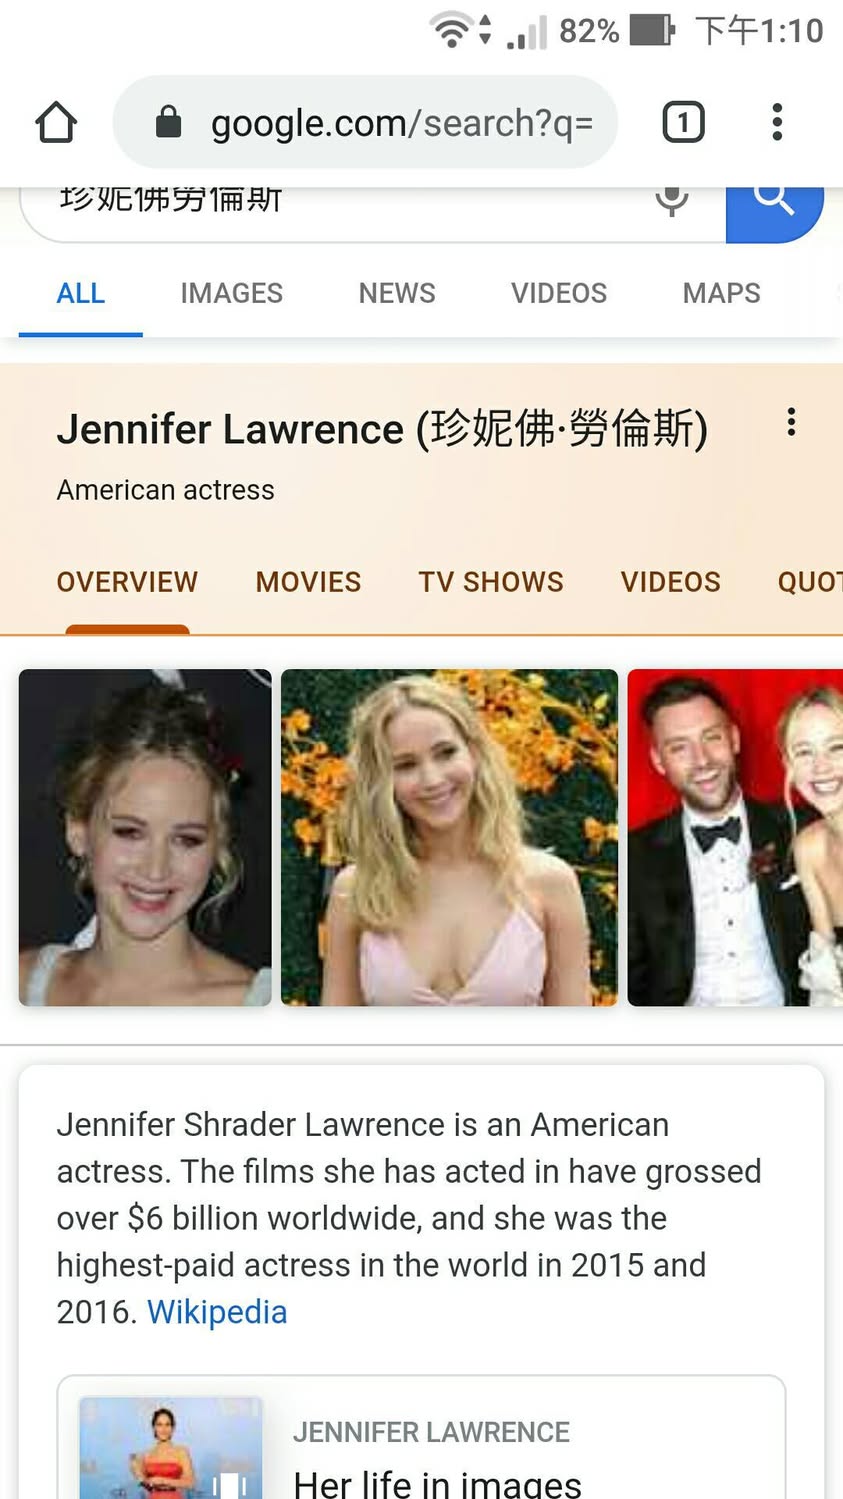 82% 下午1:10
google.com/search?q=
1
珍妮佛勞倫斯
ALL IMAGES NEWS VIDEOS MAPS
Jennifer Lawrence (珍妮佛·勞倫斯)
American actress
OVERVIEW MOVIES TV SHOWS VIDEOS QUOT
Jennifer Shrader Lawrence is an American
actress. The films she has acted in have grossed
over $6 billion worldwide, and she was the
highest-paid actress in the world in 2015 and
2016. Wikipedia
JENNIFER LAWRENCE
Her life in images